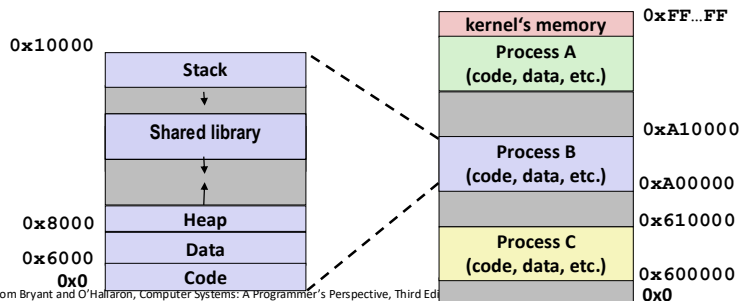 0x10000
Stack
Shared library
0x8000
Heap
0x6000
Data
0x0
Code
kernel's memory
0xFF…FF
Process A
(code, data, etc.)
0xA10000
Process B
(code, data, etc.)
0xA00000
0x610000
Process C
(code, data, etc.)
0x600000
0x0
om Bryant and O'Hallaron, Computer Systems: A Programmer's Perspective, Third Edi